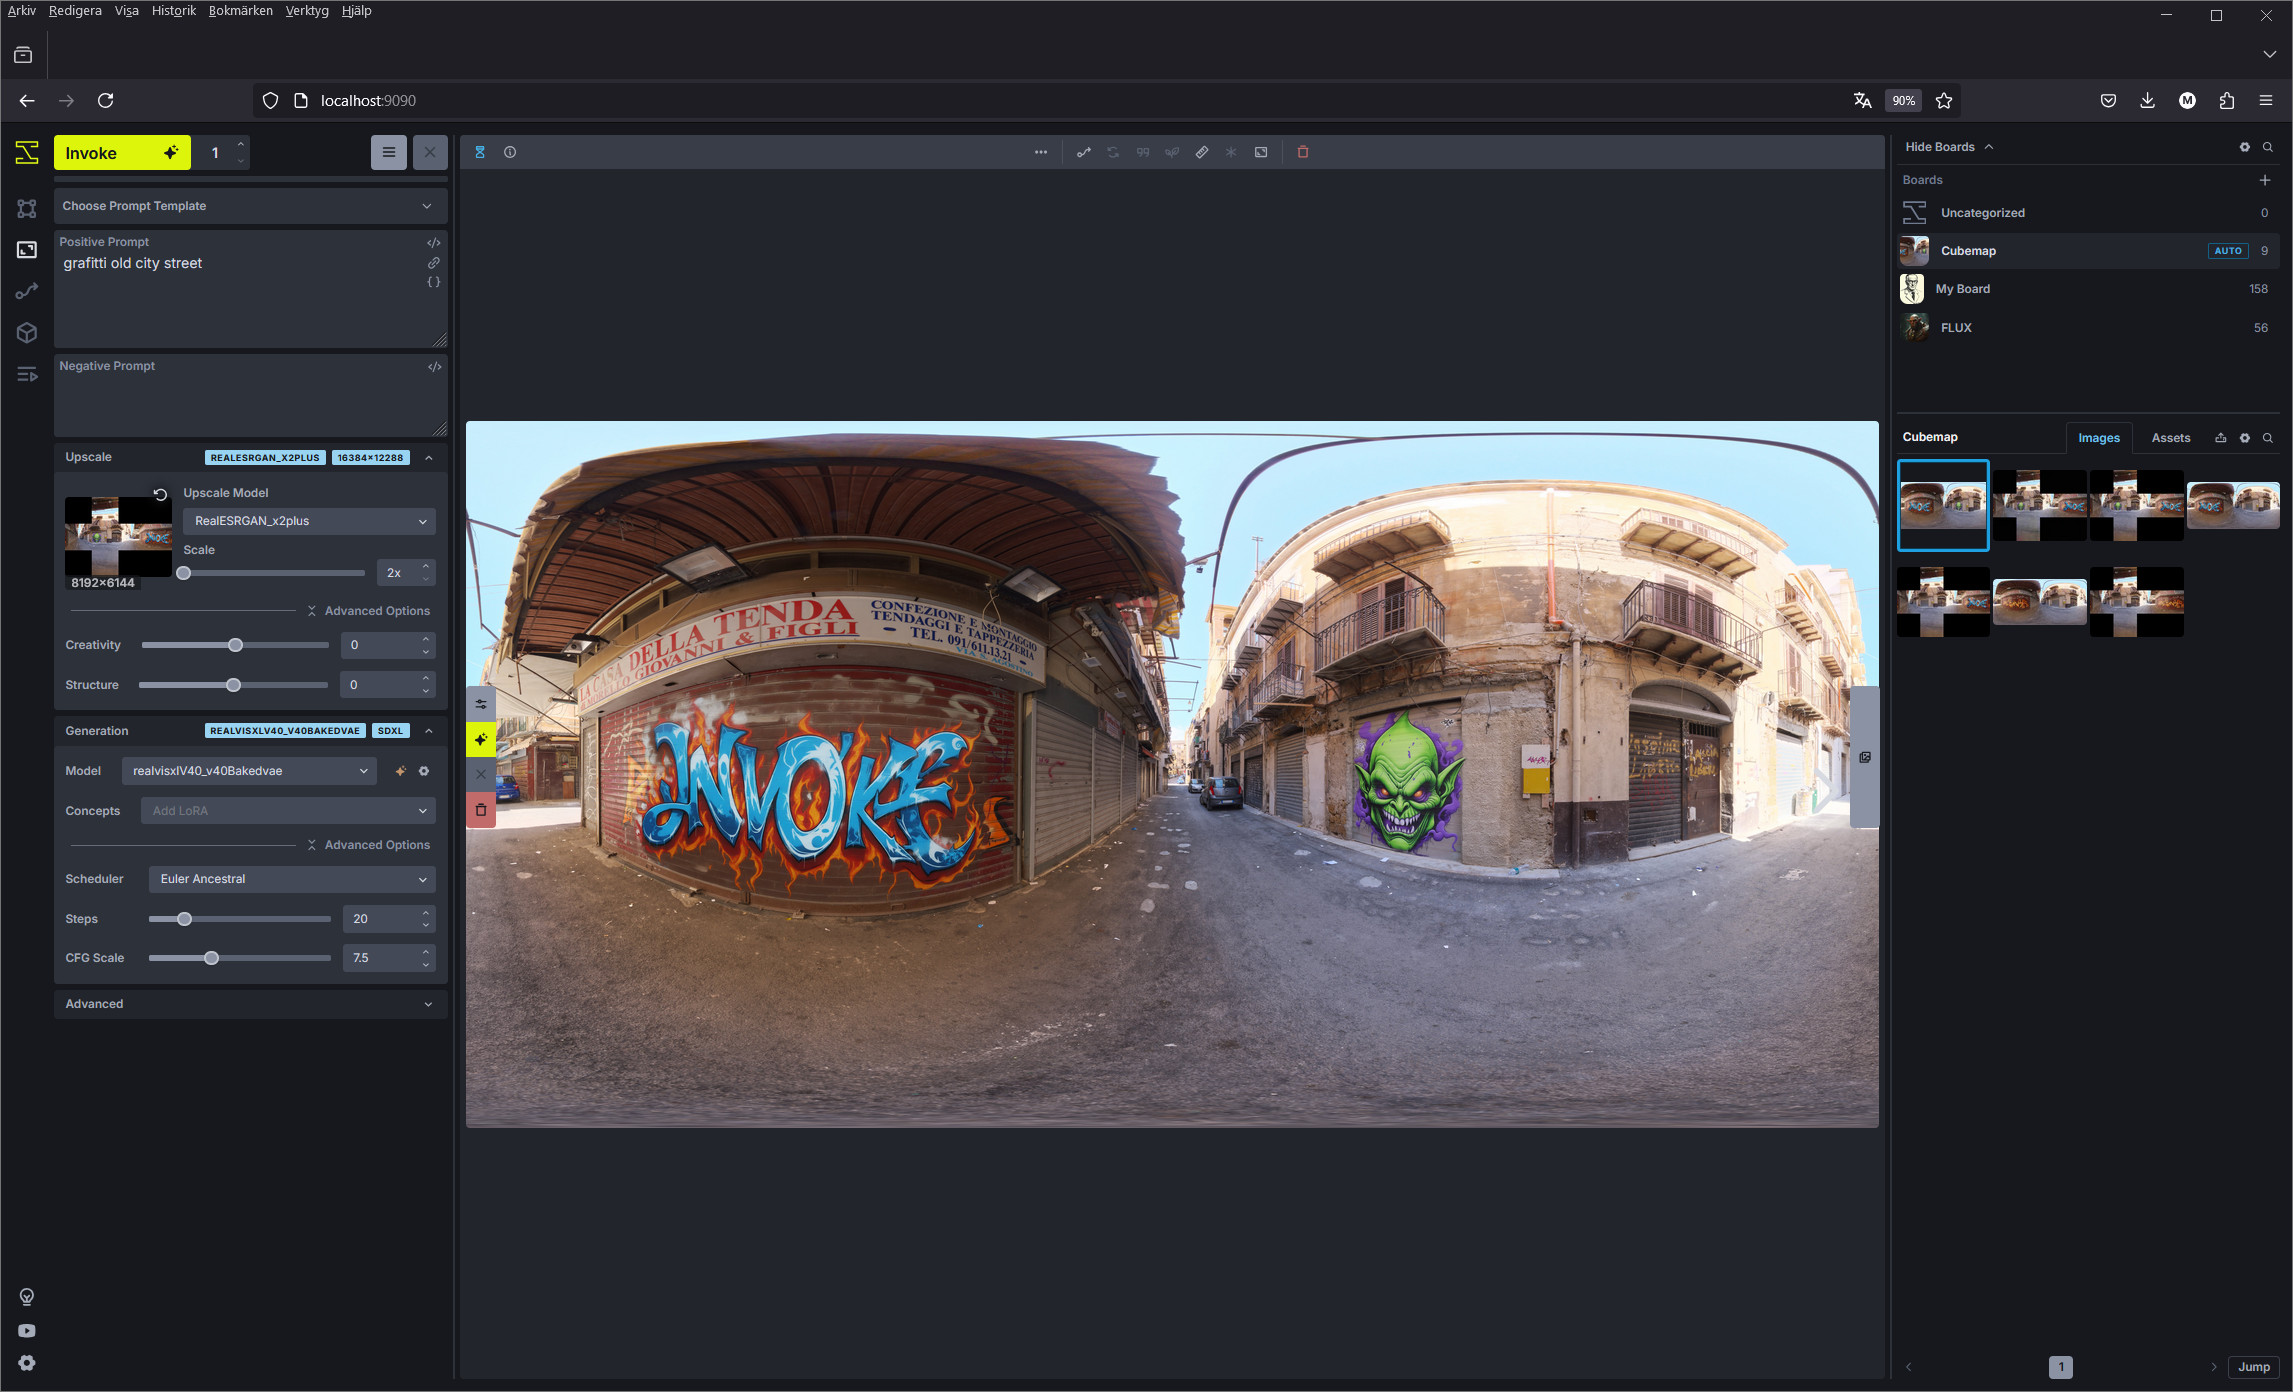 Arkiv Redigera Visa Historik Bokmärken Verktyg Hjälp
localhost:9090
90%
M
Invoke
1
Choose Prompt Template
Positive Prompt
grafitti old city street
Negative Prompt
Upscale
REALESRGAN_X2PLUS
16384×12288
8192×6144
Upscale Model
RealESRGAN_x2plus
Scale
2x
Advanced Options
Creativity
0
Structure
0
Generation
REALVISXLV40_V40BAKEDVAE
SDXL
Model
realvisxlV40_v40Bakedvae
Concepts
Add LoRA
Advanced Options
Scheduler
Euler Ancestral
Steps
20
CFG Scale
7.5
Advanced
LA CASA DELLA TENDA
GIOVANNI & FIGLI
CONFEZIONE E MONTAGGIO
TENDAGGI E TAPPEZZERIA
TEL. 091/611.13.21
VIA S. AGOSTINO
INVOKE
Hide Boards
Boards
Uncategorized
0
Cubemap
AUTO
9
My Board
158
FLUX
56
Cubemap
Images
Assets
1
Jump